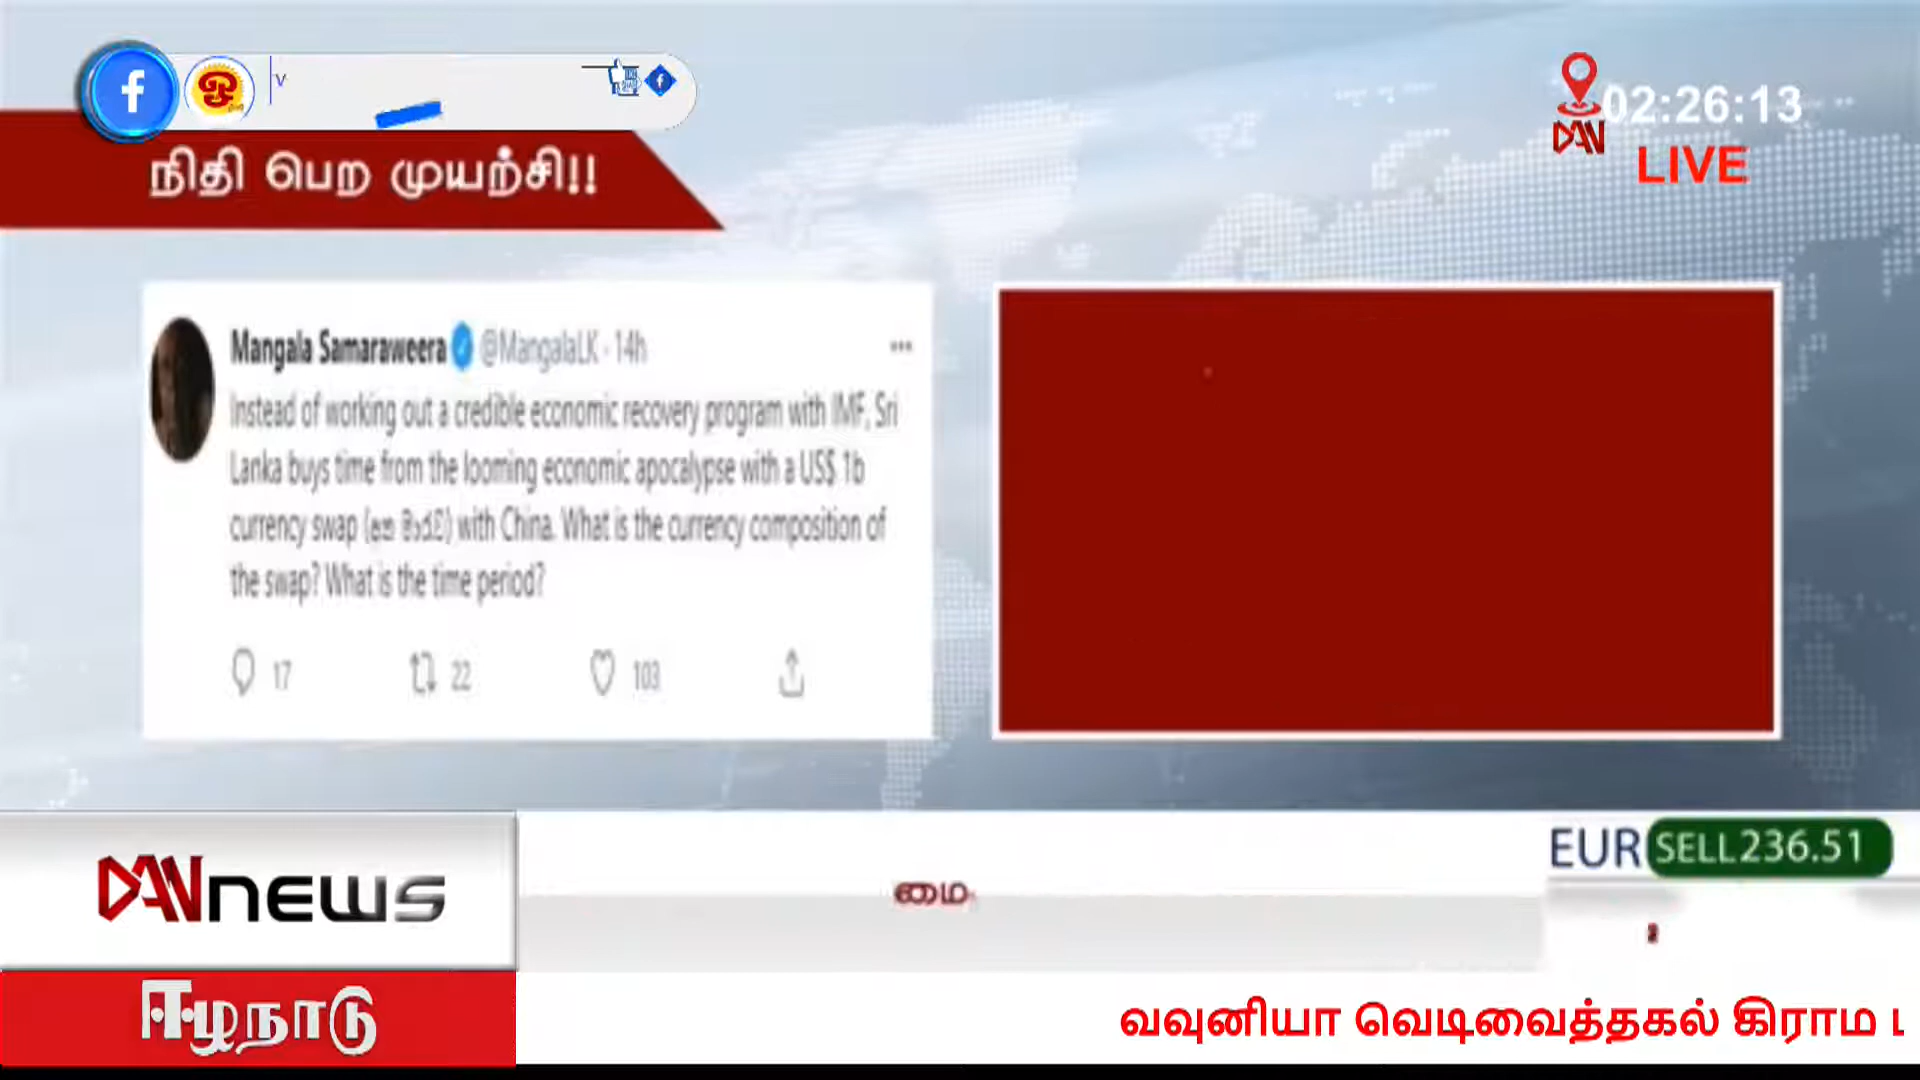 02:26:13
DAN
LIVE
நிதி பெற முயற்சி!!
Mangala Samaraweera @MangalaLK · 14h
Instead of working out a credible economic recovery program with IMF, Sri
Lanka buys time from the looming economic apocalypse with a US$ 1b
currency swap (අත මාරුව) with China. What is the currency composition of
the swap? What is the time period?
17 22 103
EUR SELL 236.51
DAN news
மை
ஈழநாடு
வவுனியா வெடிவைத்தகல் கிராம